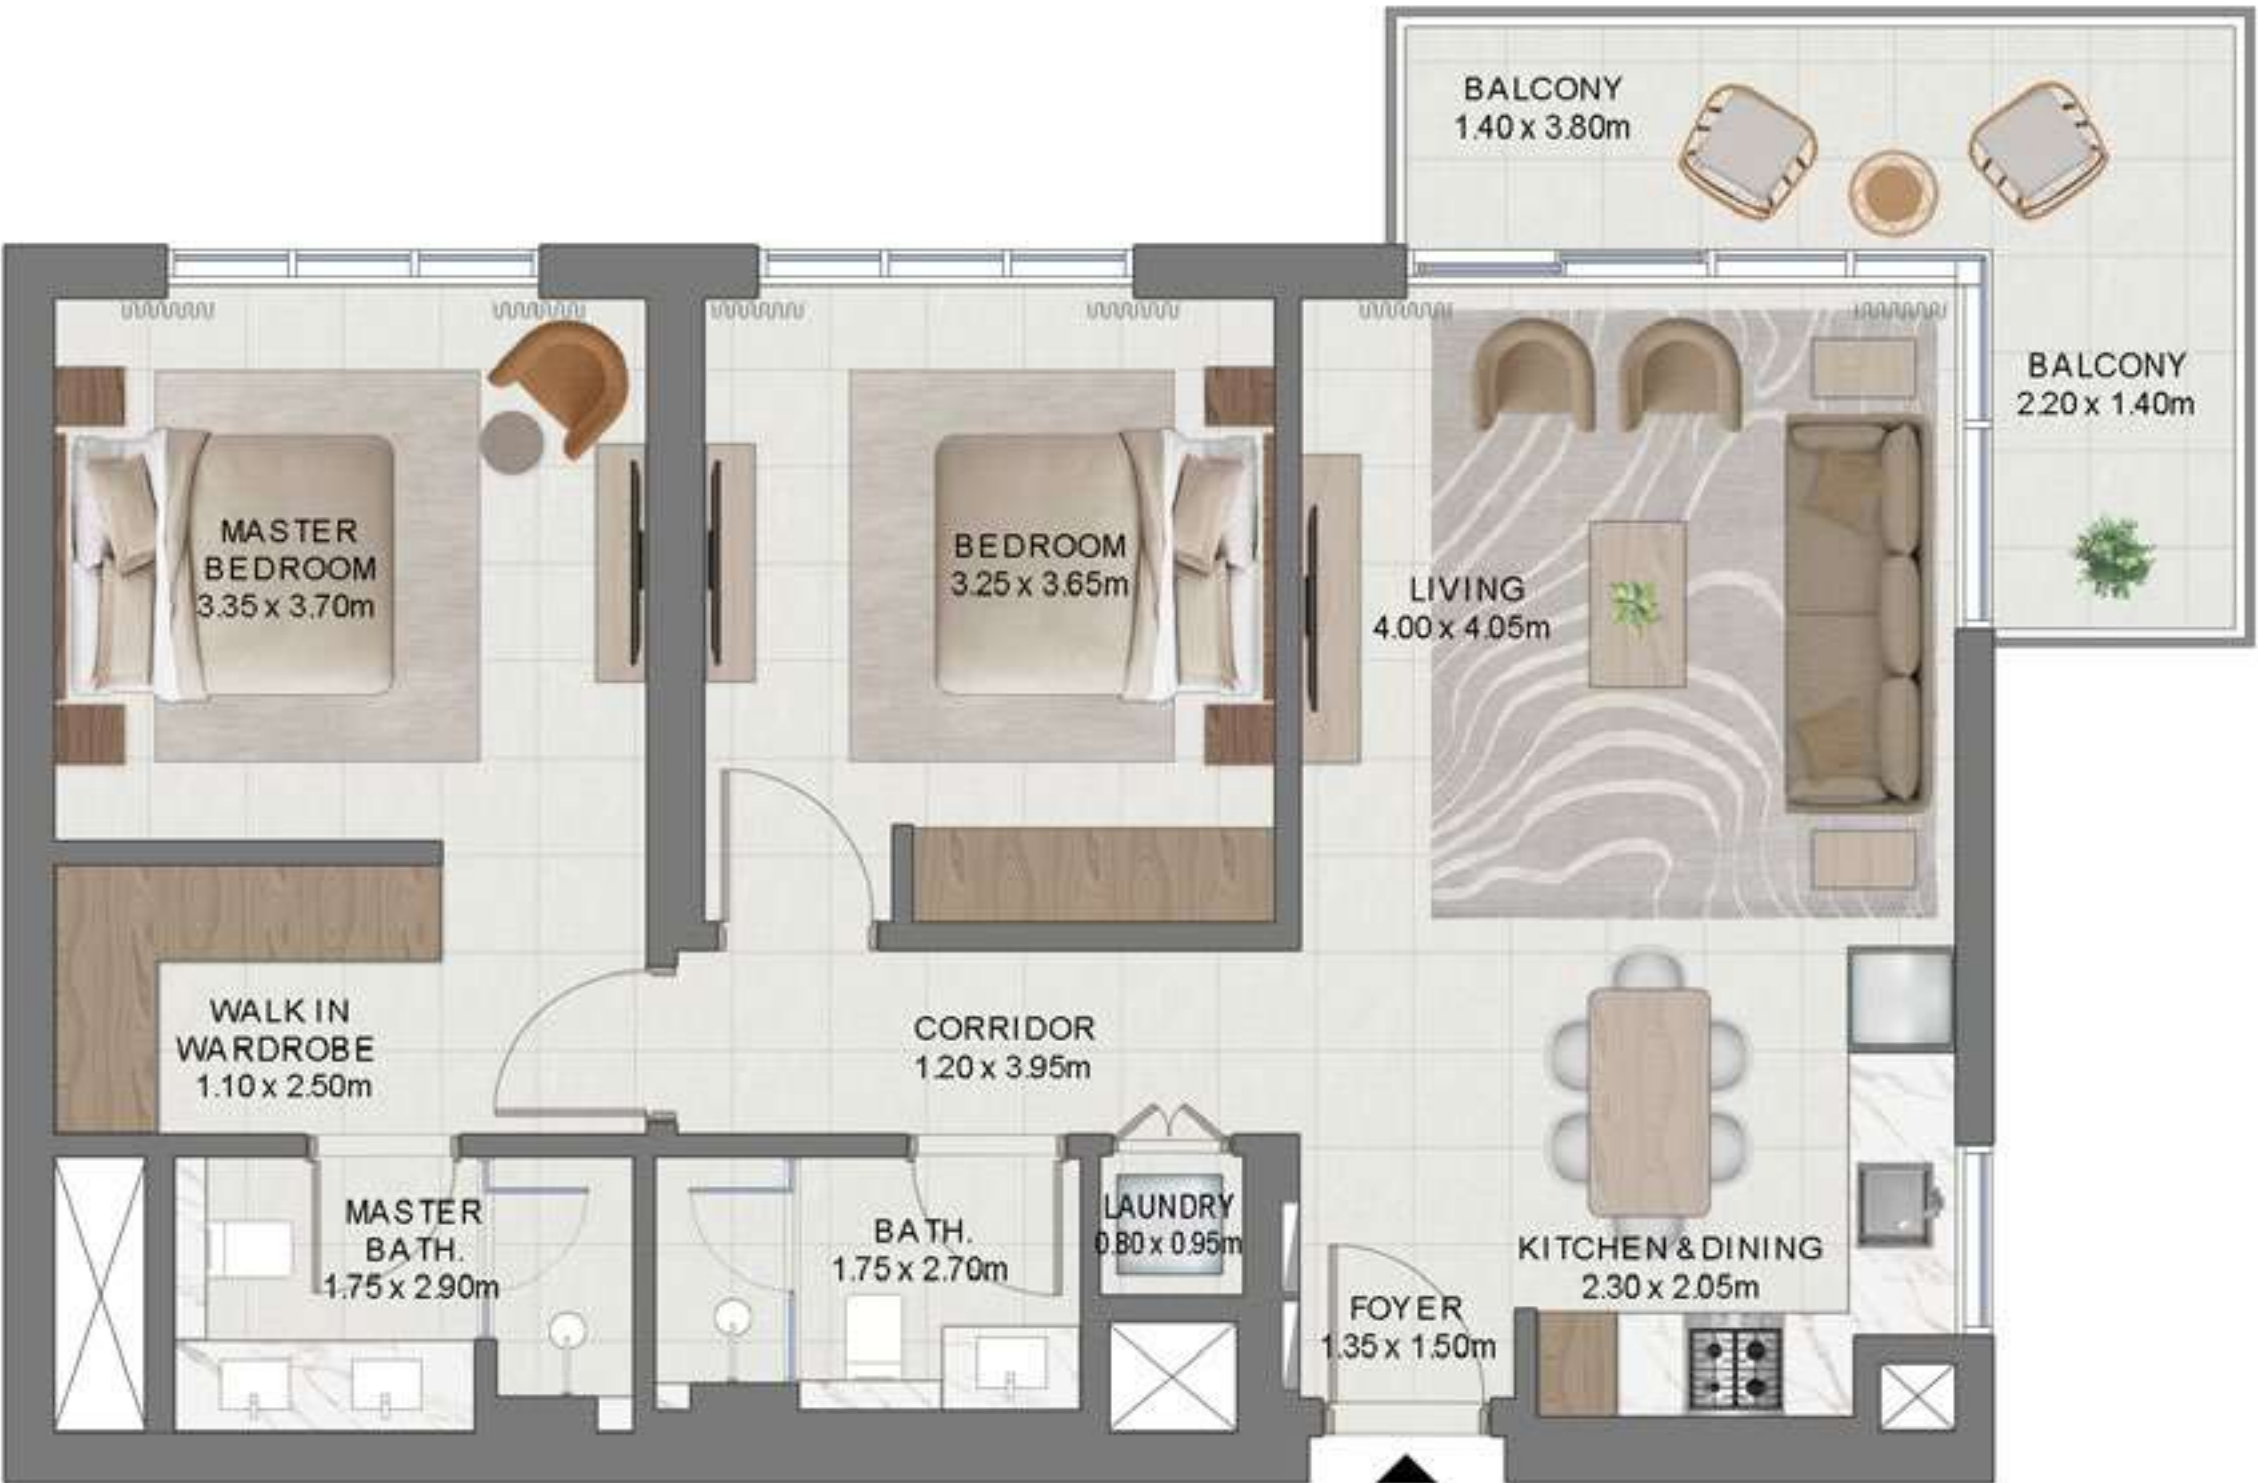 BALCONY
1.40 x 3.80m
BALCONY
2.20 x 1.40m
MASTER
BEDROOM
3.35 x 3.70m
BEDROOM
3.25 x 3.65m
LIVING
4.00 x 4.05m
WALK IN
WARDROBE
1.10 x 2.50m
CORRIDOR
1.20 x 3.95m
MASTER
BATH.
1.75 x 2.90m
BATH.
1.75 x 2.70m
LAUNDRY
0.80 x 0.95m
KITCHEN & DINING
2.30 x 2.05m
FOYER
1.35 x 1.50m